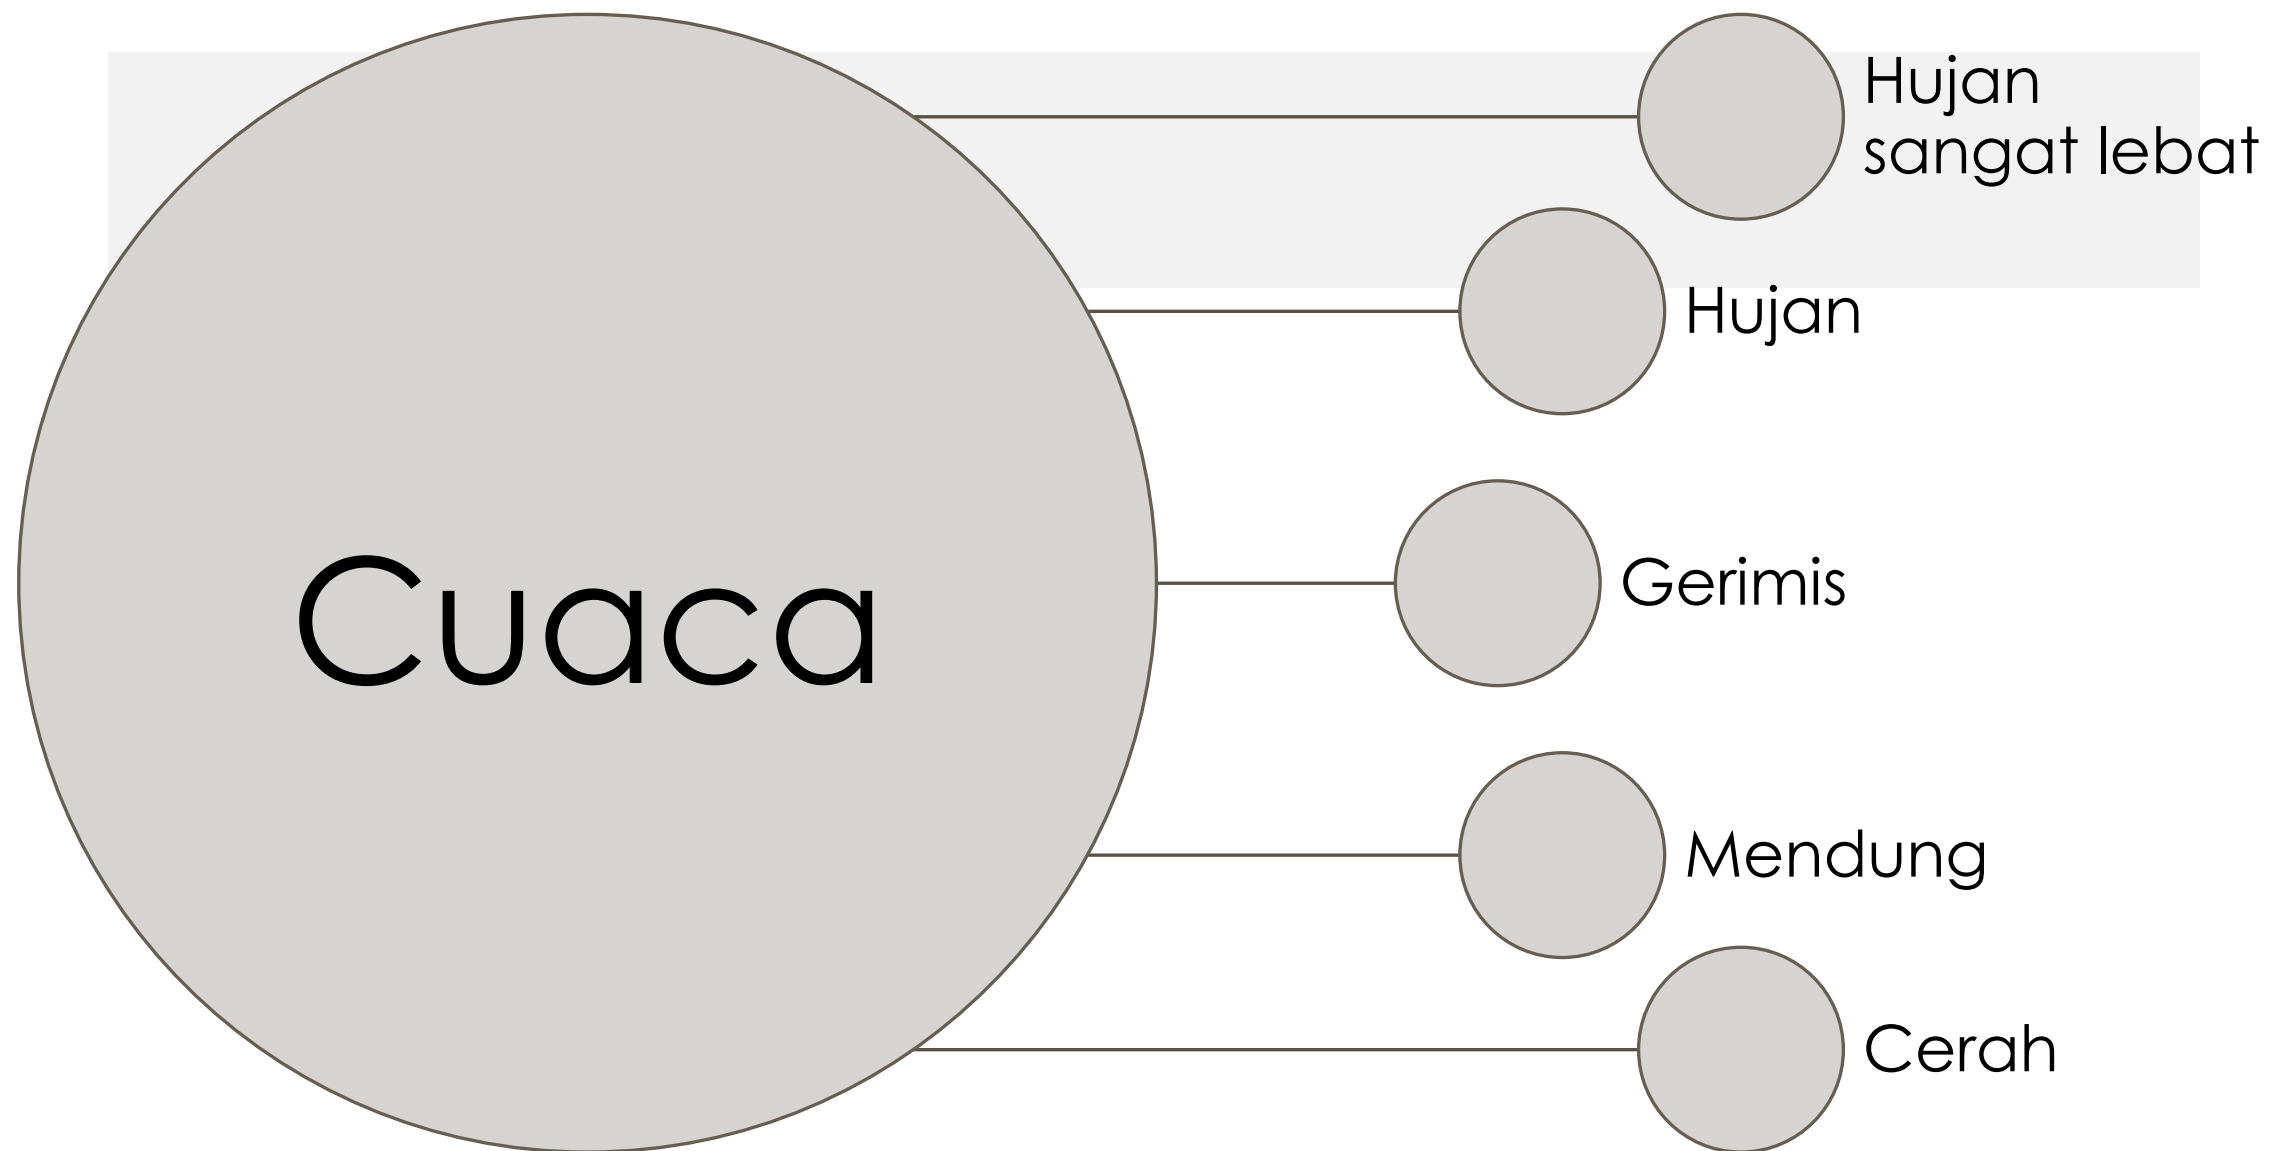 Cuaca
Hujan
sangat lebat
Hujan
Gerimis
Mendung
Cerah